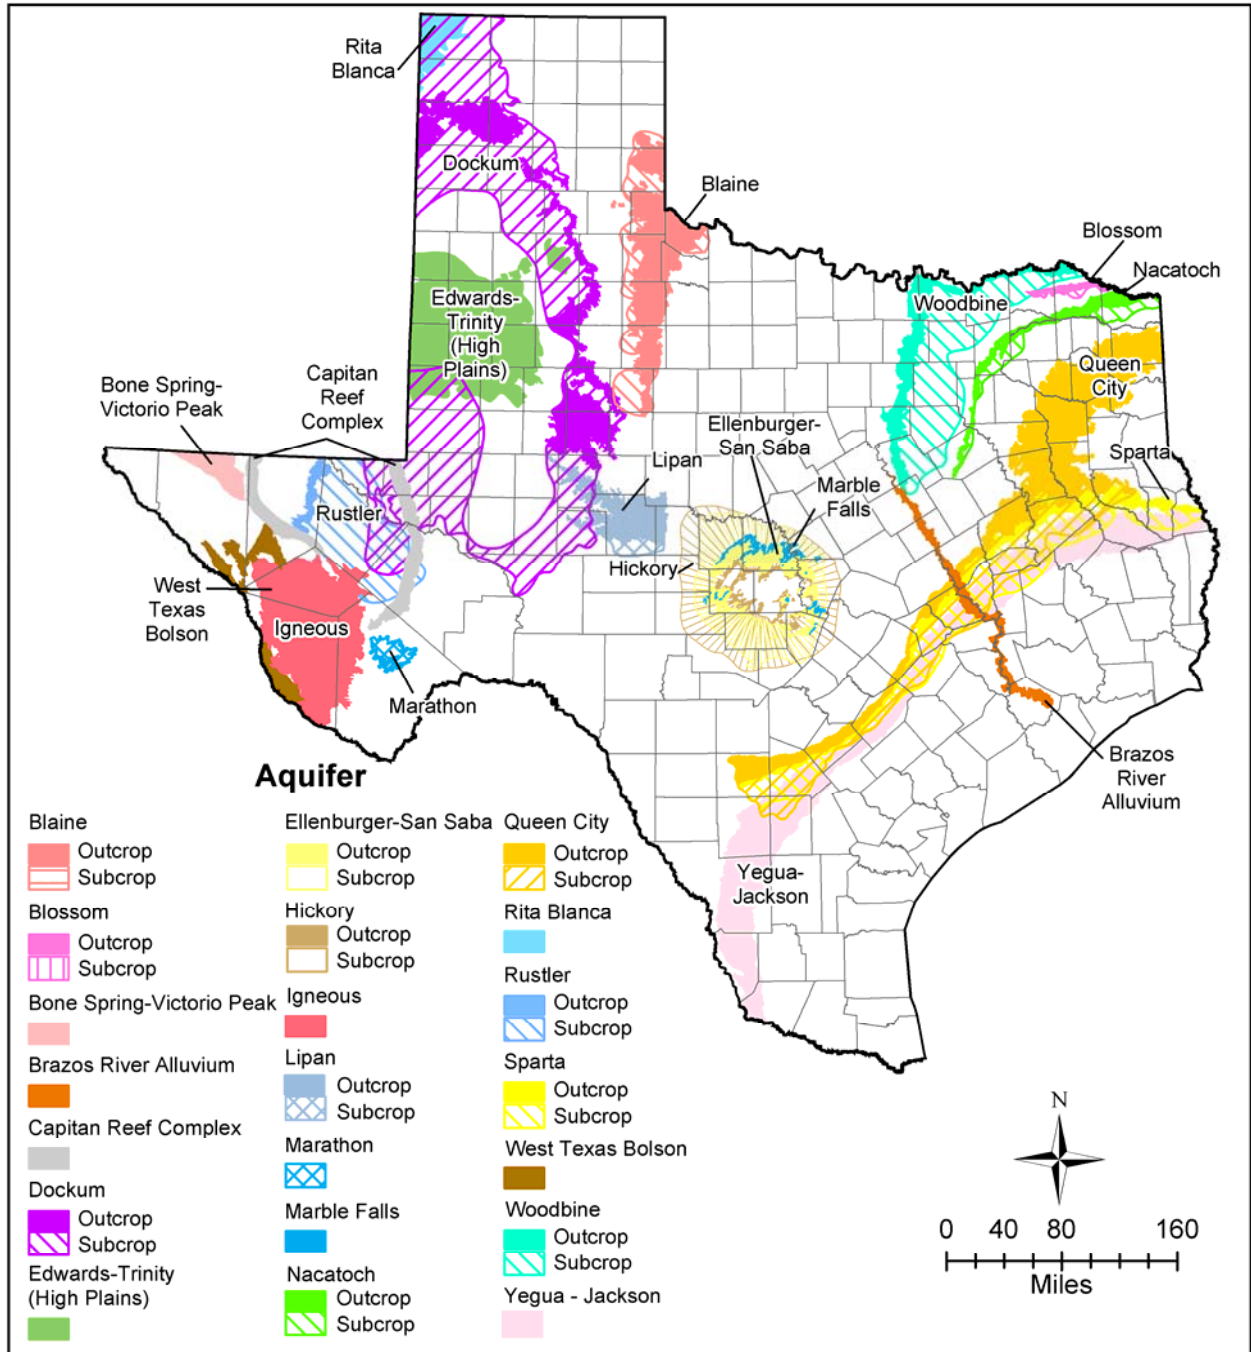 Rita
Blanca
Dockum
Blaine
Blossom
Nacatoch
Woodbine
Edwards-
Trinity
(High
Plains)
Queen
City
Bone Spring-
Victorio Peak
Capitan
Reef
Complex
Ellenburger-
San Saba
Lipan
Marble
Falls
Sparta
Rustler
Hickory
West
Texas
Bolson
Igneous
Marathon
Brazos
River
Alluvium
Yegua-
Jackson
Aquifer
Blaine
Outcrop
Subcrop
Blossom
Outcrop
Subcrop
Bone Spring-Victorio Peak
Brazos River Alluvium
Capitan Reef Complex
Dockum
Outcrop
Subcrop
Edwards-Trinity
(High Plains)
Ellenburger-San Saba
Outcrop
Subcrop
Hickory
Outcrop
Subcrop
Igneous
Lipan
Outcrop
Subcrop
Marathon
Marble Falls
Nacatoch
Outcrop
Subcrop
Queen City
Outcrop
Subcrop
Rita Blanca
Rustler
Outcrop
Subcrop
Sparta
Outcrop
Subcrop
West Texas Bolson
Woodbine
Outcrop
Subcrop
Yegua - Jackson
N
0 40 80 160
Miles